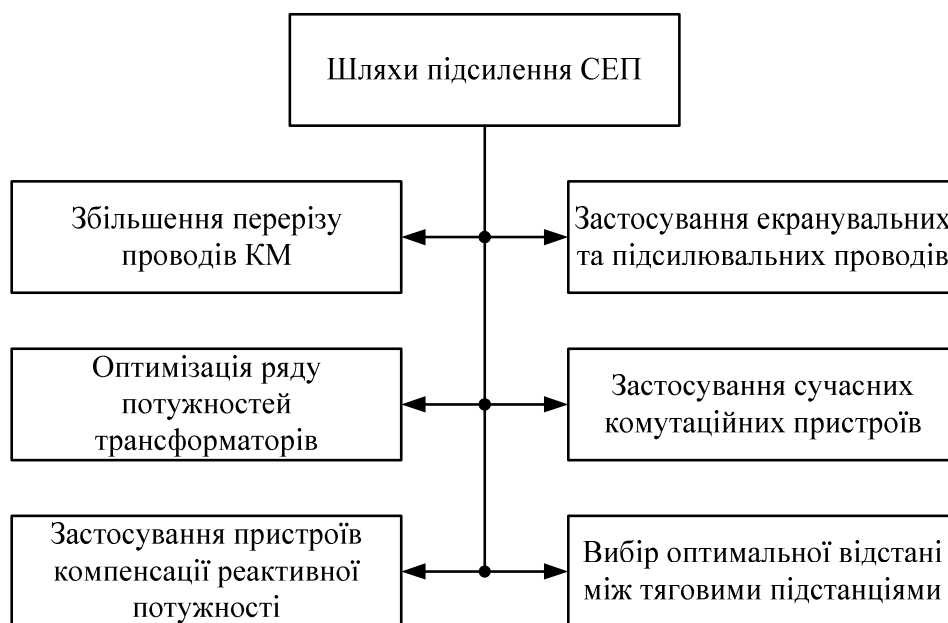 Шляхи підсилення СЕП
Збільшення перерізу
проводів КМ
Застосування екранувальних
та підсилювальних проводів
Оптимізація ряду
потужностей
трансформаторів
Застосування сучасних
комутаційних пристроїв
Застосування пристроїв
компенсації реактивної
потужності
Вибір оптимальної відстані
між тяговими підстанціями